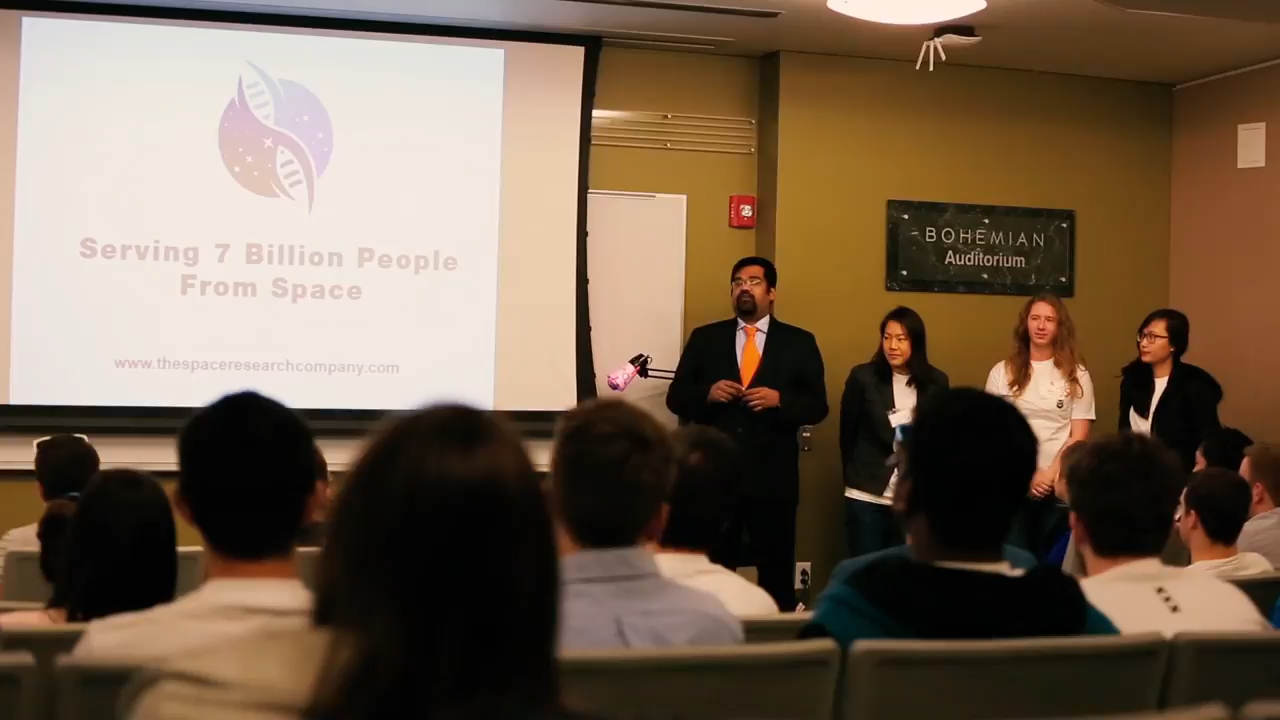 Serving 7 Billion People
From Space
www.thespaceresearchcompany.com
BOHEMIAN
Auditorium